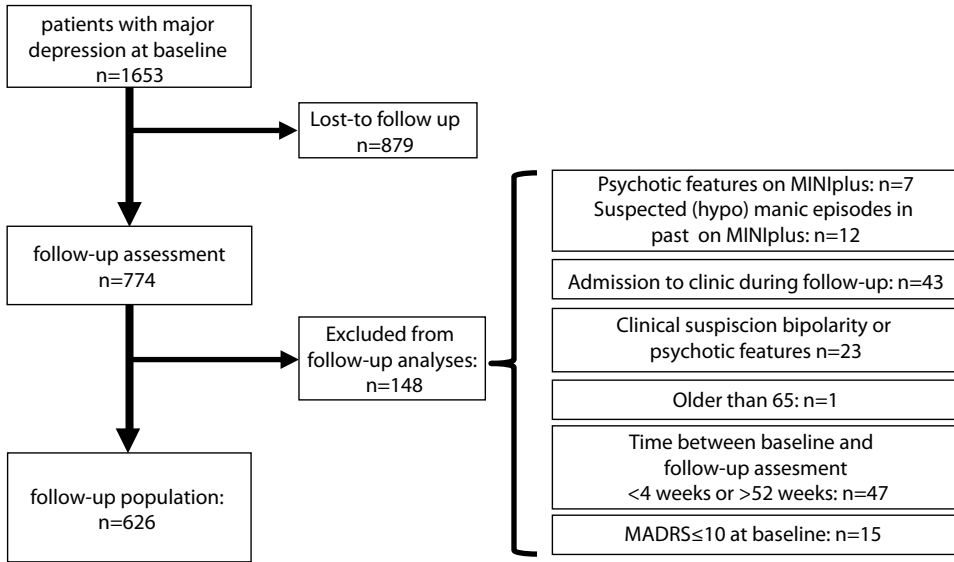 patients with major
depression at baseline
n=1653
Lost-to follow up
n=879
follow-up assessment
n=774
Excluded from
follow-up analyses:
n=148
follow-up population:
n=626
Psychotic features on MINIplus: n=7
Suspected (hypo) manic episodes in
past on MINIplus: n=12
Admission to clinic during follow-up: n=43
Clinical suspiscion bipolarity or
psychotic features n=23
Older than 65: n=1
Time between baseline and
follow-up assesment
<4 weeks or >52 weeks: n=47
MADRS≤10 at baseline: n=15